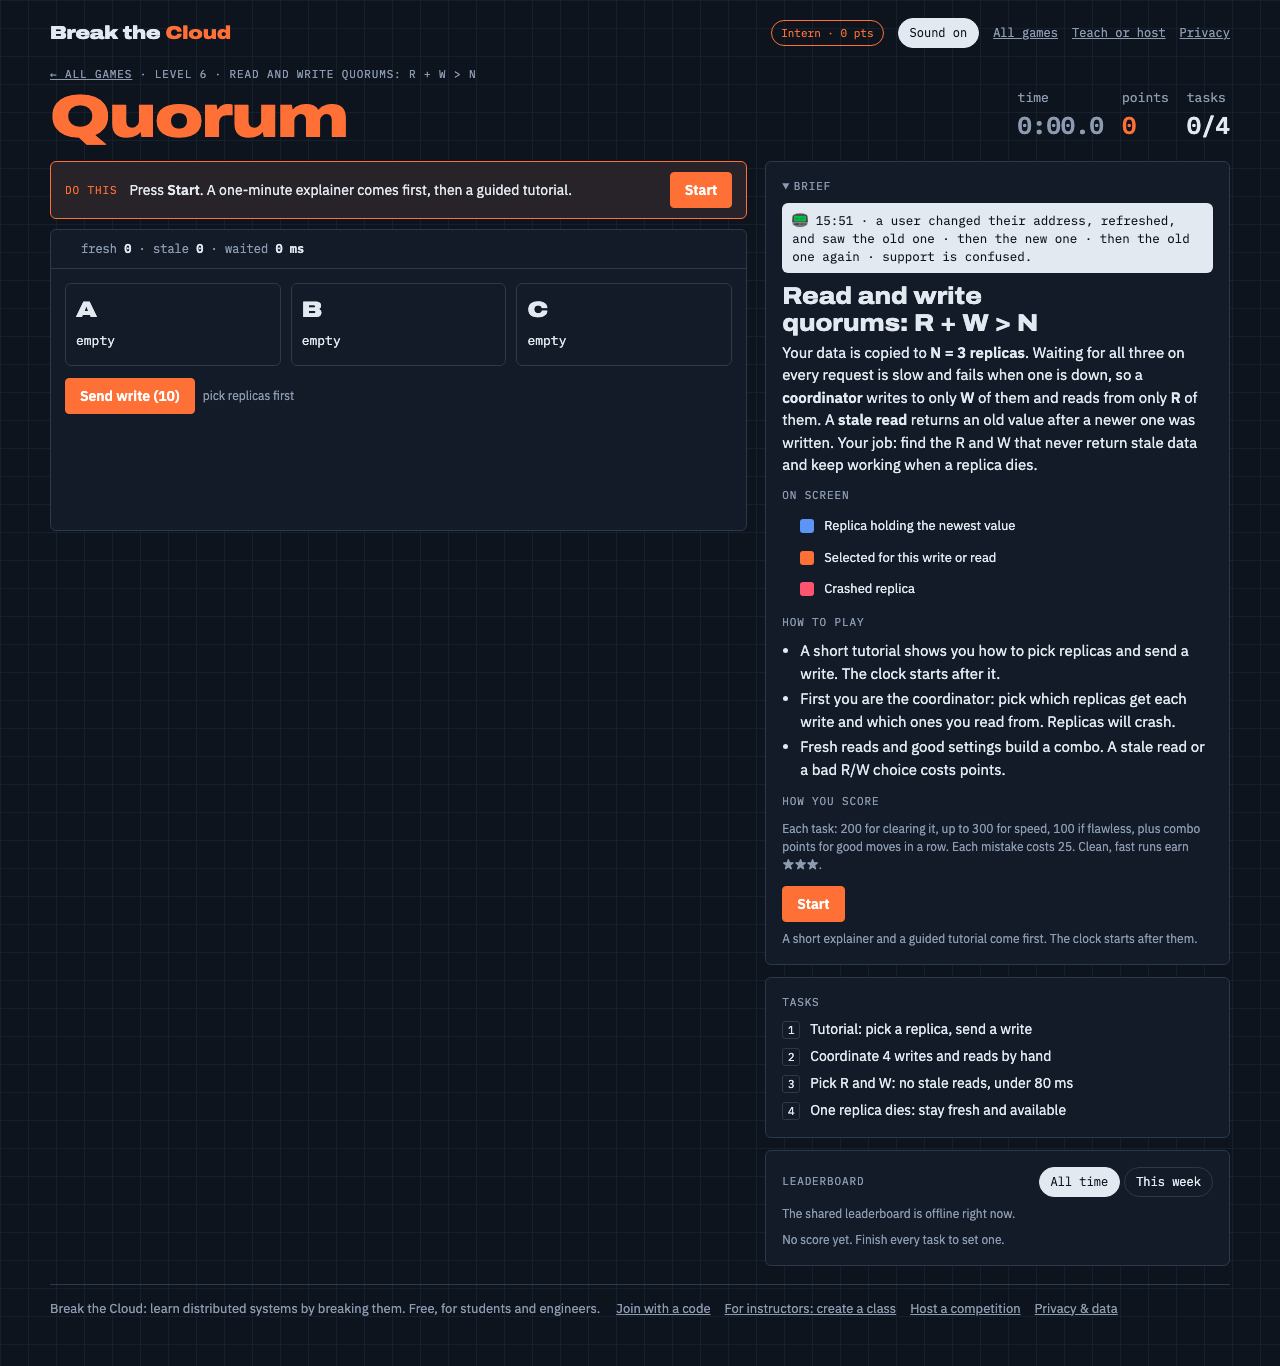 Break the Cloud
Intern · 0 pts
Sound on
All games
Teach or host
Privacy
← ALL GAMES · LEVEL 6 · READ AND WRITE QUORUMS: R + W > N
Quorum
time
0:00.0
points
0
tasks
0/4
DO THIS Press Start. A one-minute explainer comes first, then a guided tutorial.
Start
fresh 0 · stale 0 · waited 0 ms
A
empty
B
empty
C
empty
Send write (10)
pick replicas first
▼ BRIEF
15:51 · a user changed their address, refreshed,
and saw the old one · then the new one · then the old
one again · support is confused.
Read and write
quorums: R + W > N
Your data is copied to N = 3 replicas. Waiting for all three on
every request is slow and fails when one is down, so a
coordinator writes to only W of them and reads from only R of
them. A stale read returns an old value after a newer one was
written. Your job: find the R and W that never return stale data
and keep working when a replica dies.
ON SCREEN
Replica holding the newest value
Selected for this write or read
Crashed replica
HOW TO PLAY
• A short tutorial shows you how to pick replicas and send a
write. The clock starts after it.
• First you are the coordinator: pick which replicas get each
write and which ones you read from. Replicas will crash.
• Fresh reads and good settings build a combo. A stale read or
a bad R/W choice costs points.
HOW YOU SCORE
Each task: 200 for clearing it, up to 300 for speed, 100 if flawless, plus combo
points for good moves in a row. Each mistake costs 25. Clean, fast runs earn
★★★.
Start
A short explainer and a guided tutorial come first. The clock starts after them.
TASKS
1 Tutorial: pick a replica, send a write
2 Coordinate 4 writes and reads by hand
3 Pick R and W: no stale reads, under 80 ms
4 One replica dies: stay fresh and available
LEADERBOARD
All time
This week
The shared leaderboard is offline right now.
No score yet. Finish every task to set one.
Break the Cloud: learn distributed systems by breaking them. Free, for students and engineers.
Join with a code
For instructors: create a class
Host a competition
Privacy & data